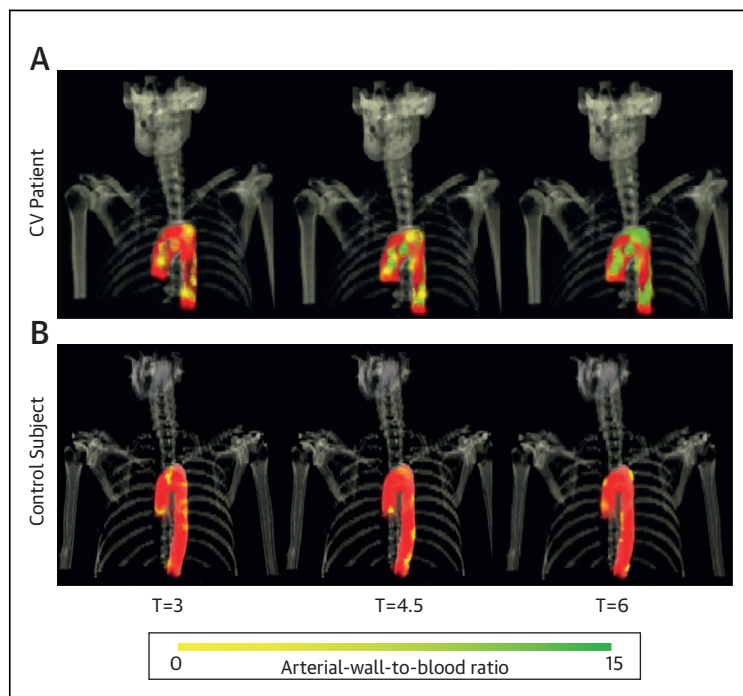 A
CV Patient
B
Control Subject
T=3 T=4.5 T=6
0 Arterial-wall-to-blood ratio 15